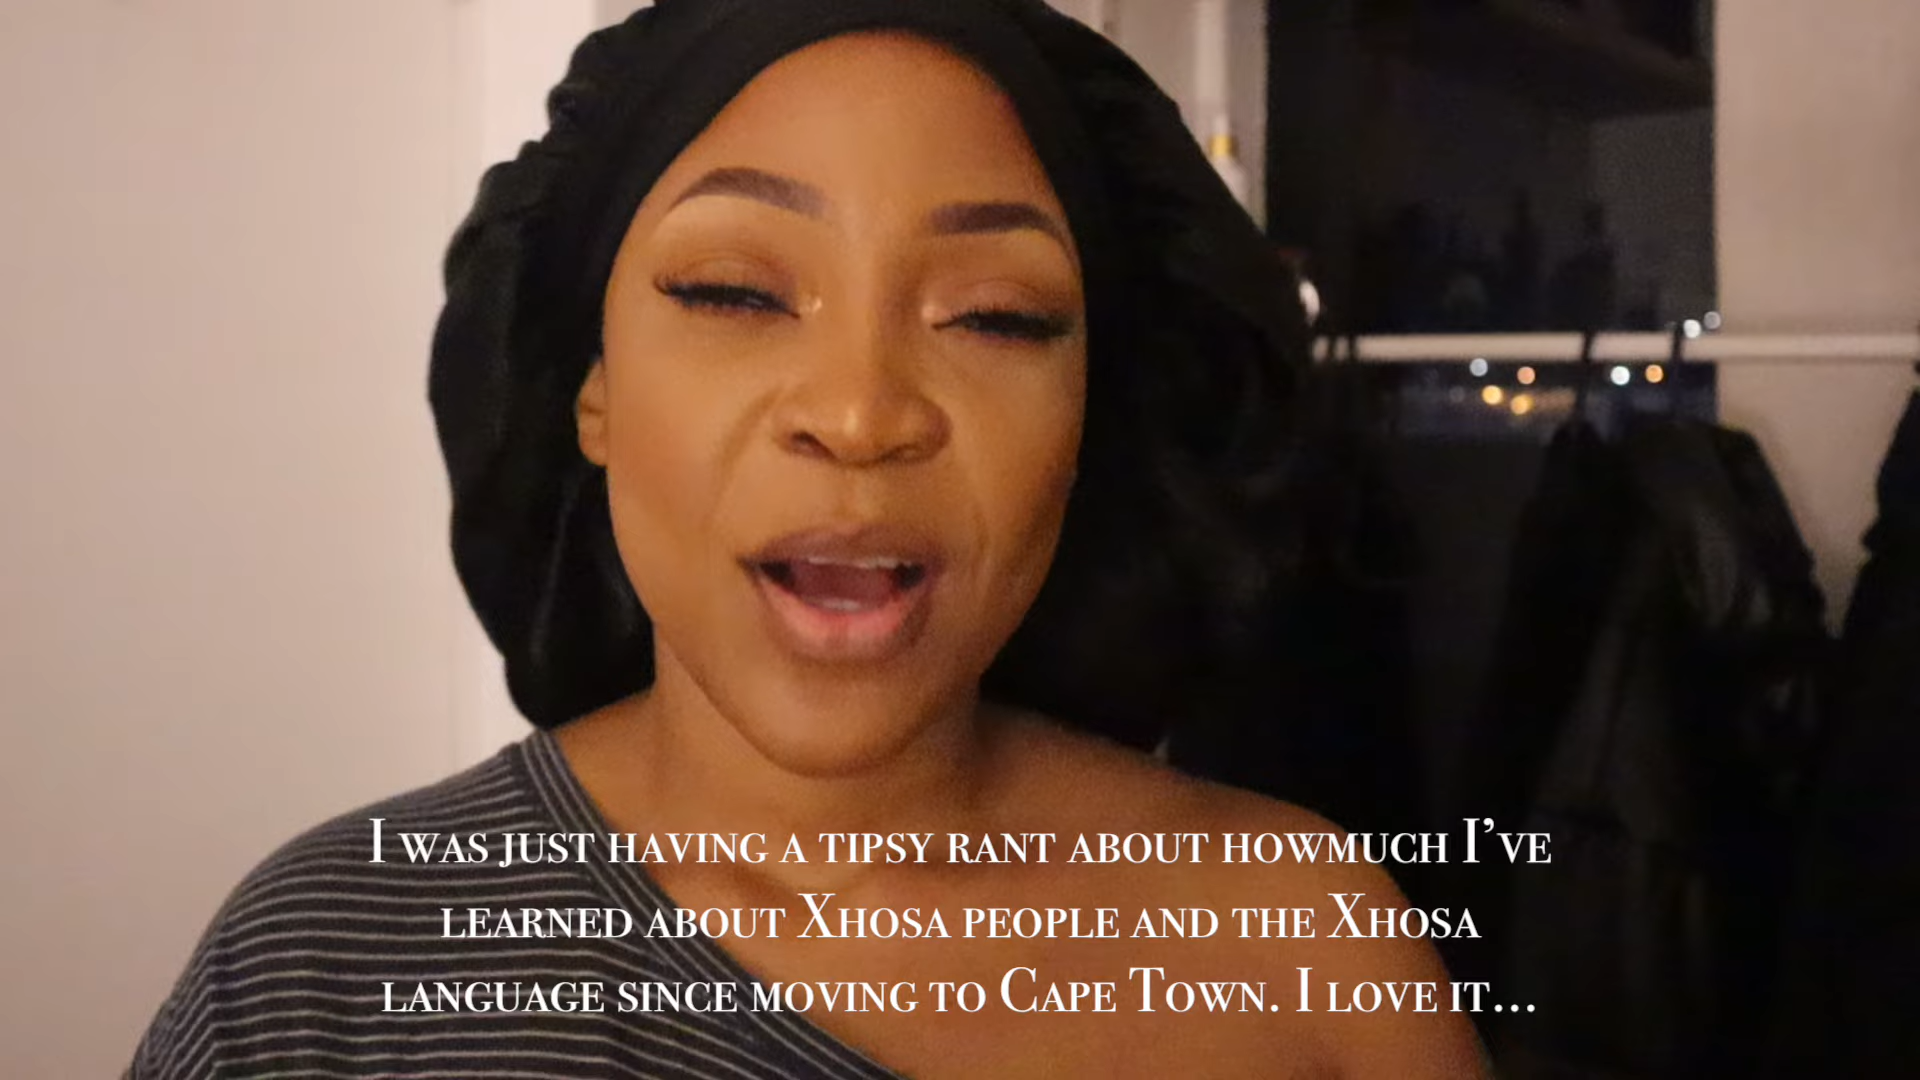 I was just having a tipsy rant about howmuch I've
learned about Xhosa people and the Xhosa
language since moving to Cape Town. I love it...